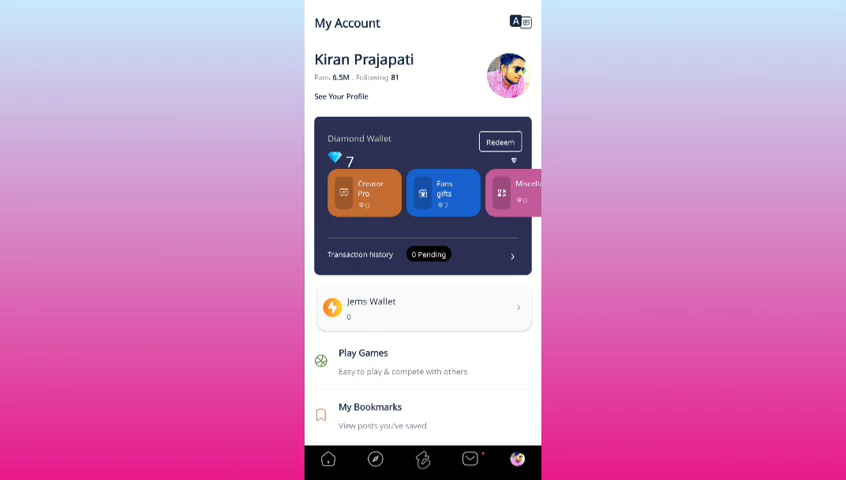 My Account
A क
Kiran Prajapati
Fans 6.5M . Following 81
See Your Profile
Diamond Wallet
Redeem
7
Creator Pro
0
Fans gifts
7
Miscella
0
Transaction history 0 Pending
Jems Wallet
0
Play Games
Easy to play & compete with others
My Bookmarks
View posts you've saved